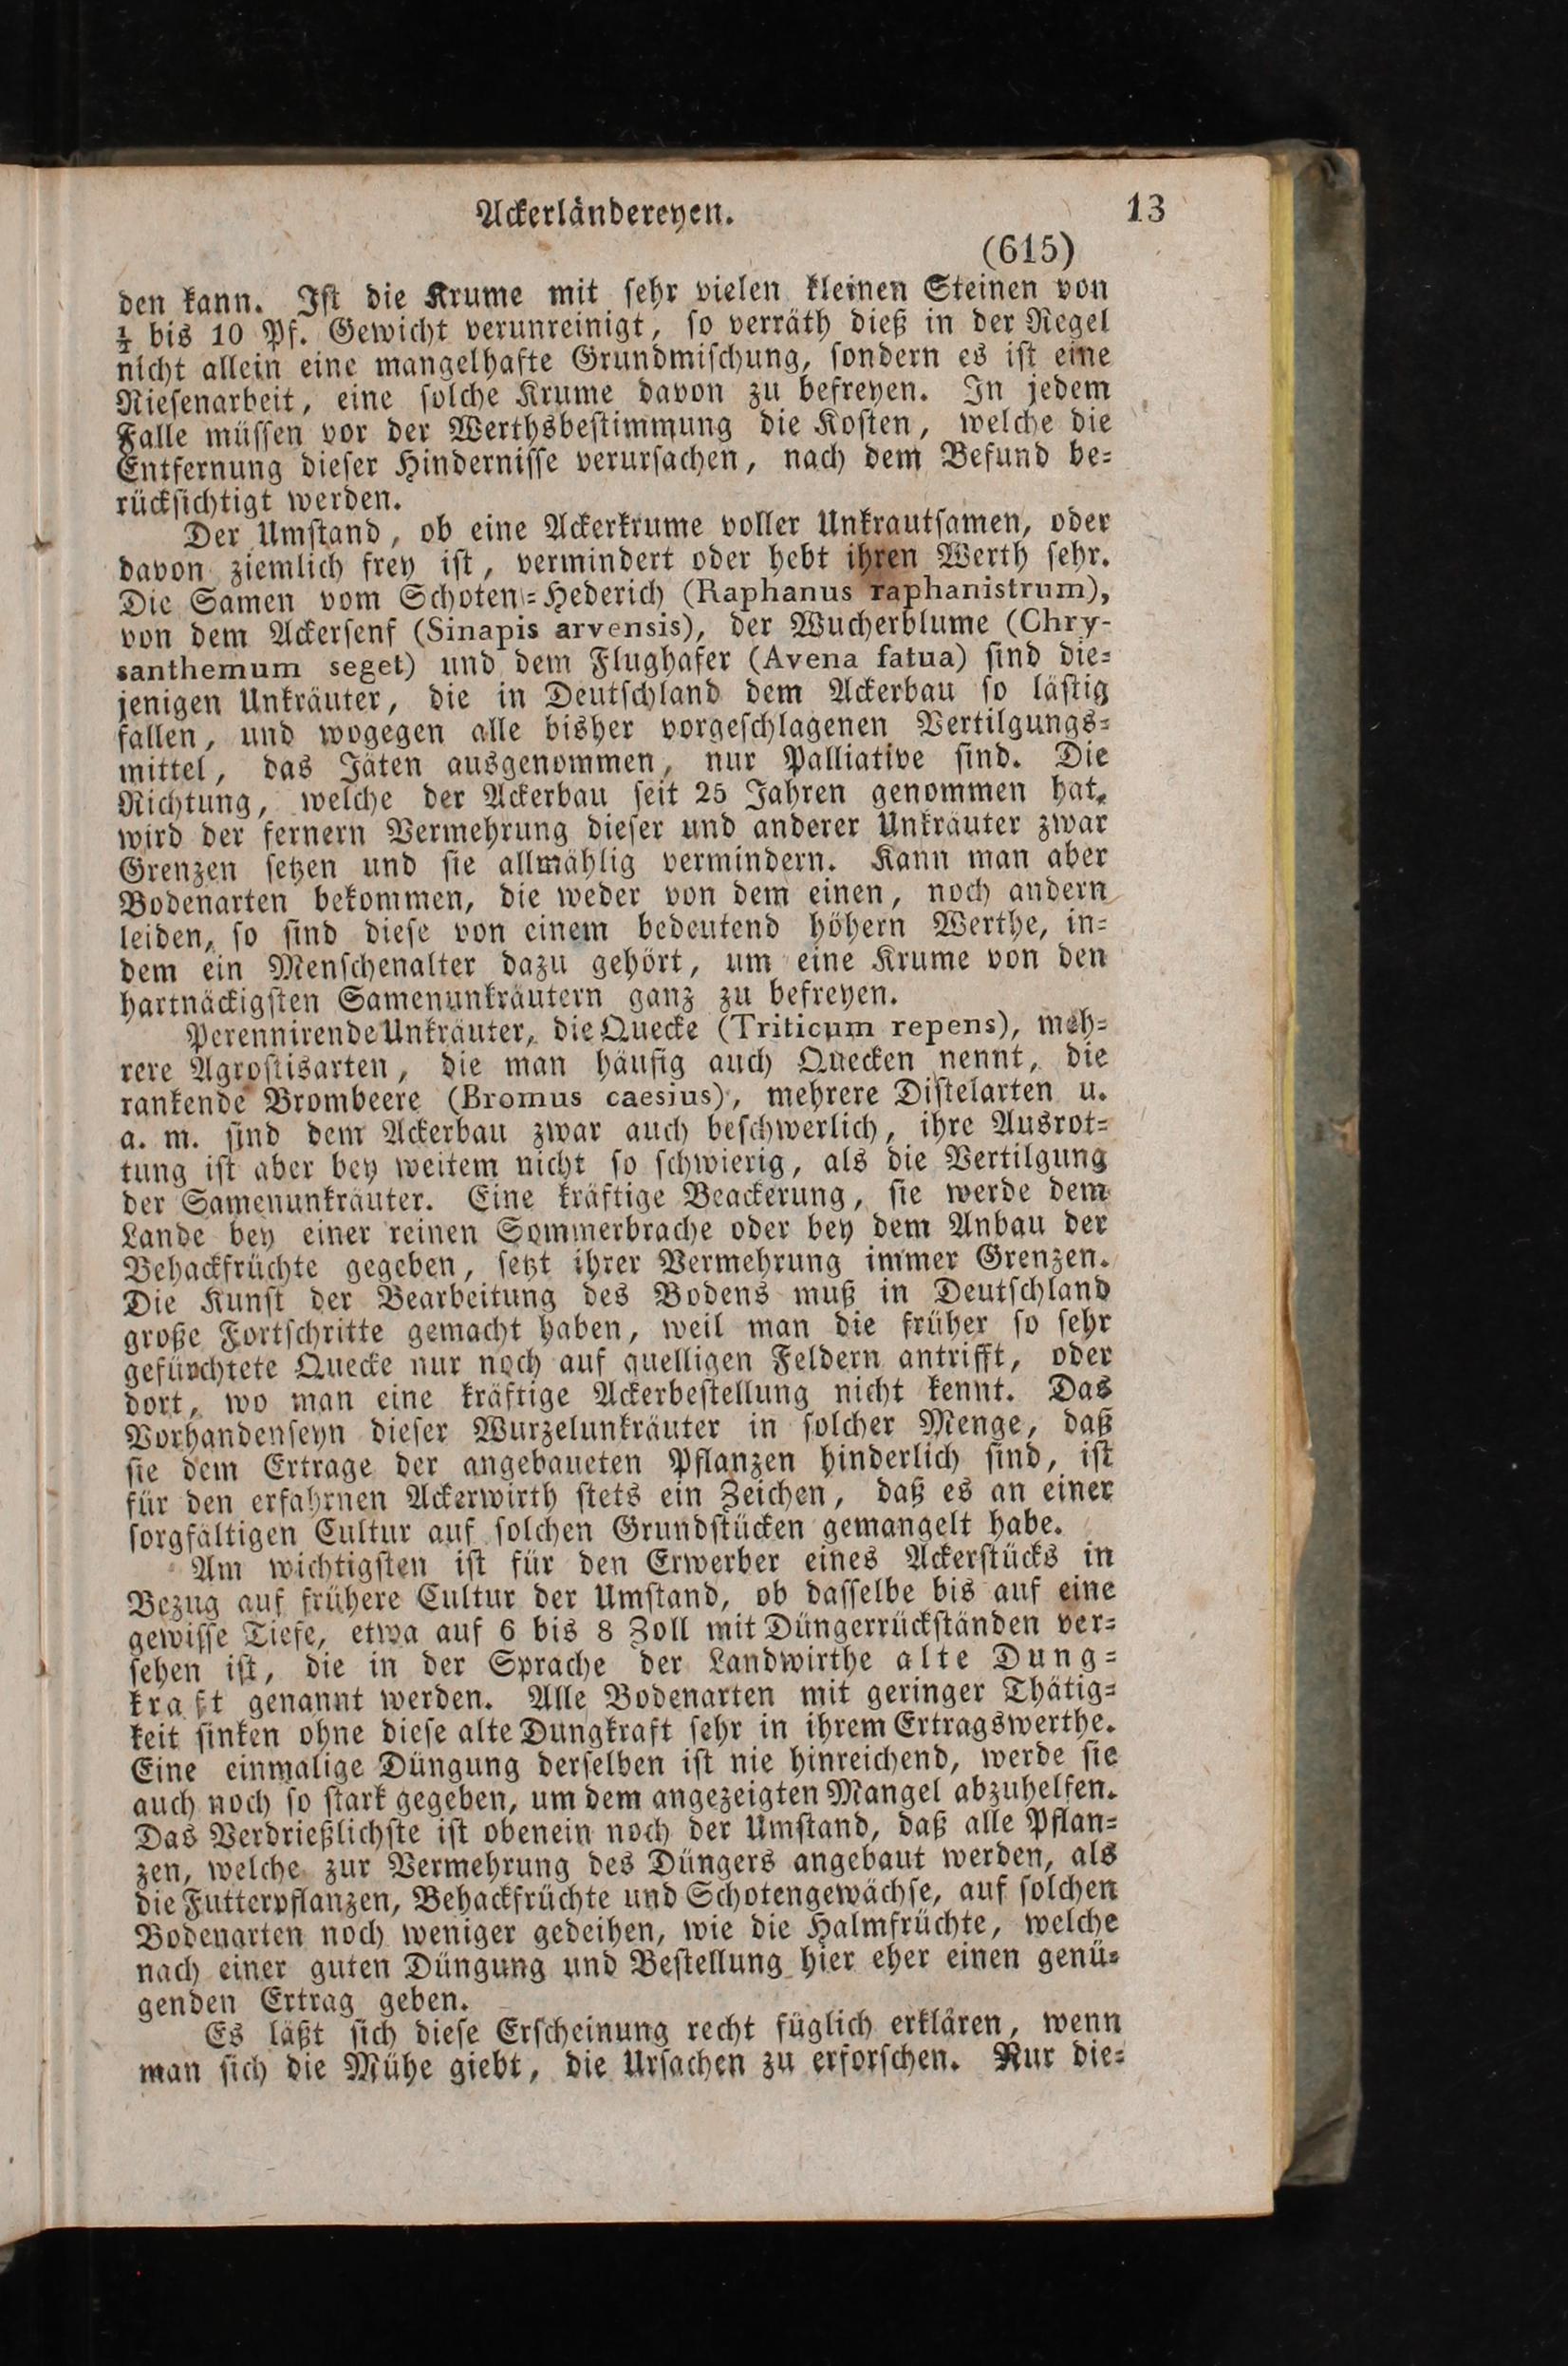 Ackerländereyen.
13
(615)
den kann. Iſt die Krume mit ſehr vielen kleinen Steinen von
½ bis 10 Pf. Gewicht verunreinigt, ſo verräth dieß in der Regel
nicht allein eine mangelhafte Grundmiſchung, ſondern es iſt eine
Rieſenarbeit, eine ſolche Krume davon zu befreyen. In jedem
Falle müſſen vor der Werthsbeſtimmung die Koſten, welche die
Entfernung dieſer Hinderniſſe verurſachen, nach dem Befund be⸗
rückſichtigt werden.
Der Umſtand, ob eine Ackerkrume voller Unkrautſamen, oder
davon ziemlich frey iſt, vermindert oder hebt ihren Werth ſehr.
Die Samen vom Schoten⸗Hederich (Raphanus raphanistrum),
von dem Ackerſenf (Sinapis arvensis), der Wucherblume (Chry-
santhemum seget) und dem Flughafer (Avena fatua) ſind die⸗
jenigen Unkräuter, die in Deutſchland dem Ackerbau ſo läſtig
fallen, und wogegen alle bisher vorgeſchlagenen Vertilgungs⸗
mittel, das Jäten ausgenommen, nur Palliative ſind. Die
Richtung, welche der Ackerbau ſeit 25 Jahren genommen hat,
wird der fernern Vermehrung dieſer und anderer Unkräuter zwar
Grenzen ſetzen und ſie allmählig vermindern. Kann man aber
Bodenarten bekommen, die weder von dem einen, noch andern
leiden, ſo ſind dieſe von einem bedeutend höhern Werthe, in⸗
dem ein Menſchenalter dazu gehört, um eine Krume von den
hartnäckigſten Samenunkräutern ganz zu befreyen.
Perennirende Unkräuter, die Quecke (Triticum repens), meh⸗
rere Agroſtisarten, die man häufig auch Quecken nennt, die
rankende Brombeere (Bromus caesius), mehrere Diſtelarten u.
a. m. ſind dem Ackerbau zwar auch beſchwerlich, ihre Ausrot⸗
tung iſt aber bey weitem nicht ſo ſchwierig, als die Vertilgung
der Samenunkräuter. Eine kräftige Beackerung, ſie werde dem
Lande bey einer reinen Sommerbrache oder bey dem Anbau der
Behackfrüchte gegeben, ſetzt ihrer Vermehrung immer Grenzen.
Die Kunſt der Bearbeitung des Bodens muß in Deutſchland
große Fortſchritte gemacht haben, weil man die früher ſo ſehr
gefürchtete Quecke nur noch auf quelligen Feldern antrifft, oder
dort, wo man eine kräftige Ackerbeſtellung nicht kennt. Das
Vorhandenſeyn dieſer Wurzelunkräuter in ſolcher Menge, daß
ſie dem Ertrage der angebaueten Pflanzen hinderlich ſind, iſt
für den erfahrnen Ackerwirth ſtets ein Zeichen, daß es an einer
ſorgfältigen Cultur auf ſolchen Grundſtücken gemangelt habe.
Am wichtigſten iſt für den Erwerber eines Ackerſtücks in
Bezug auf frühere Cultur der Umſtand, ob daſſelbe bis auf eine
gewiſſe Tiefe, etwa auf 6 bis 8 Zoll mit Düngerrückſtänden ver⸗
ſehen iſt, die in der Sprache der Landwirthe alte Dung⸗
kraft genannt werden. Alle Bodenarten mit geringer Thätig⸗
keit ſinken ohne dieſe alte Dungkraft ſehr in ihrem Ertragswerthe.
Eine einmalige Düngung derſelben iſt nie hinreichend, werde ſie
auch noch ſo ſtark gegeben, um dem angezeigten Mangel abzuhelfen.
Das Verdrießlichſte iſt obenein noch der Umſtand, daß alle Pflan⸗
zen, welche zur Vermehrung des Düngers angebaut werden, als
die Futterpflanzen, Behackfrüchte und Schotengewächſe, auf ſolchen
Bodenarten noch weniger gedeihen, wie die Halmfrüchte, welche
nach einer guten Düngung und Beſtellung hier eher einen genü⸗
genden Ertrag geben.
Es läßt ſich dieſe Erſcheinung recht füglich erklären, wenn
man ſich die Mühe giebt, die Urſachen zu erforſchen. Nur die⸗